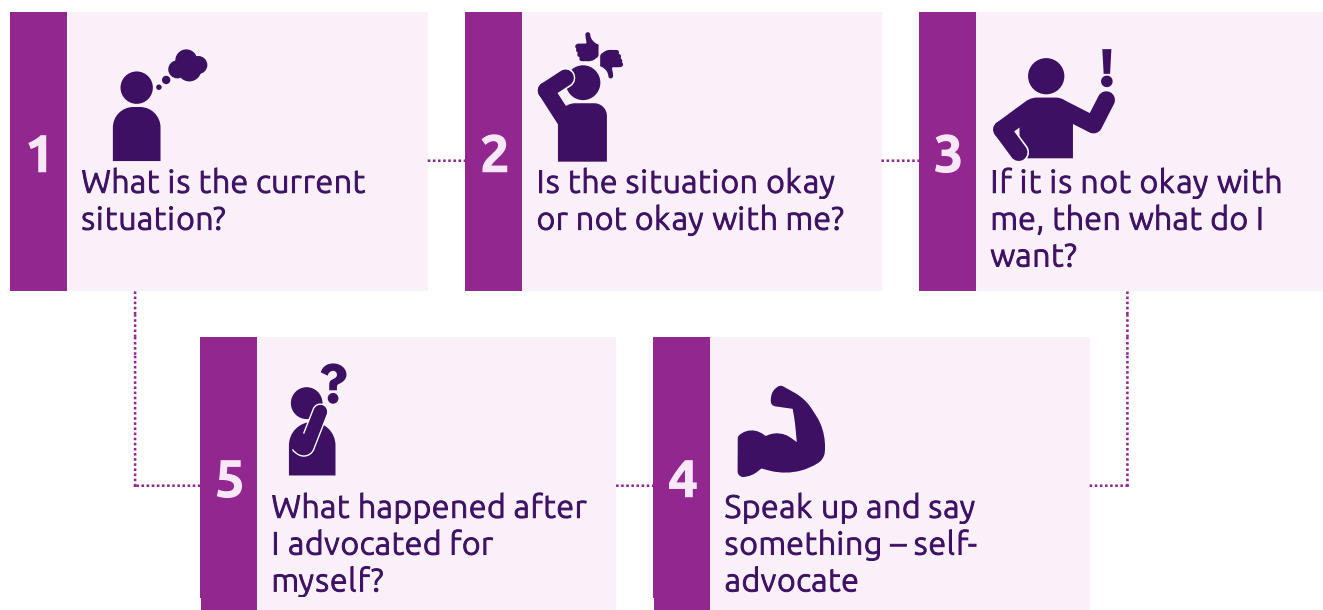 1
What is the current
situation?
2
Is the situation okay
or not okay with me?
3
If it is not okay with
me, then what do I
want?
!
4
Speak up and say
something – self-
advocate
5
What happened after
I advocated for
myself?
?